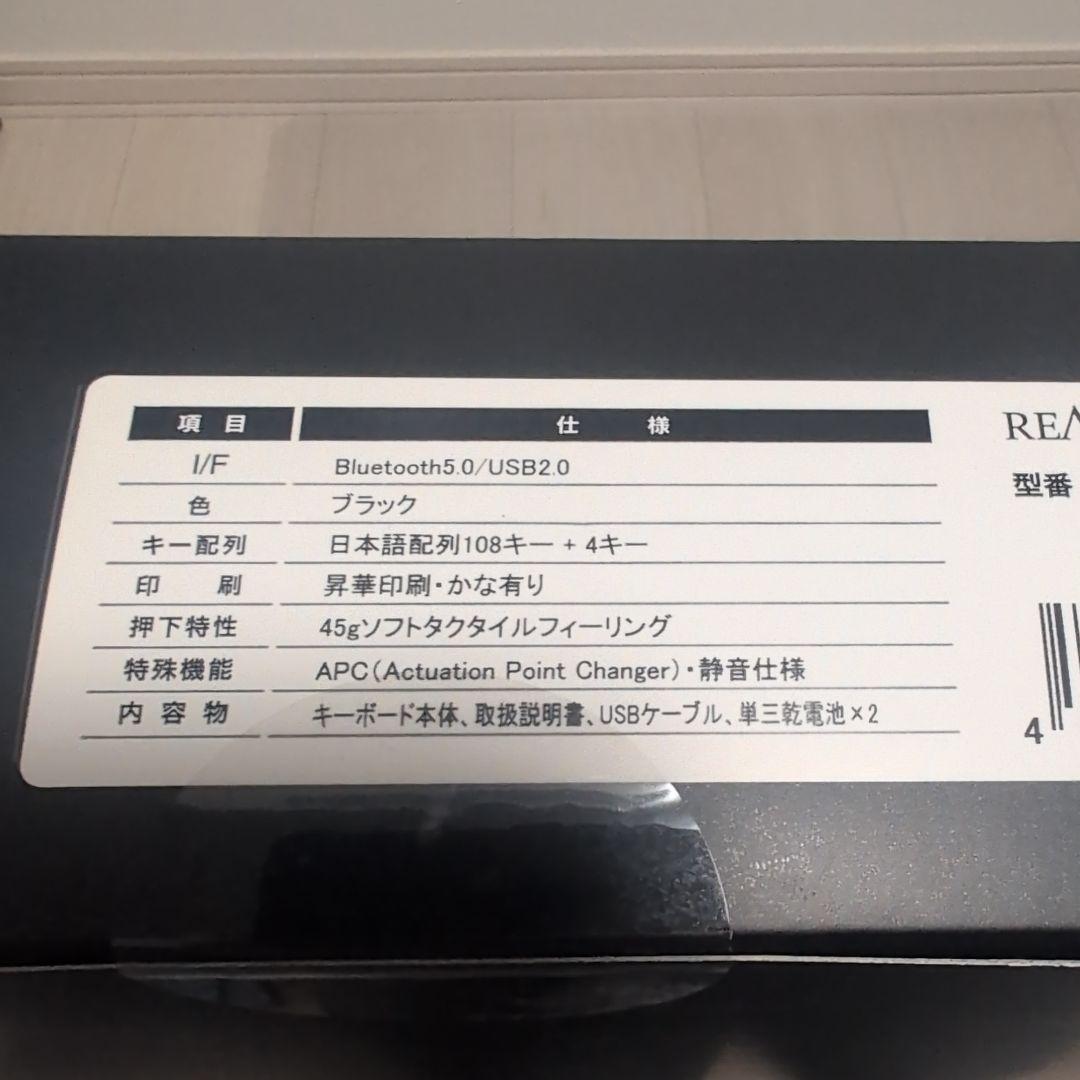 項目 仕様
I/F Bluetooth5.0/USB2.0
色 ブラック
キー配列 日本語配列108キー + 4キー
印刷 昇華印刷・かな有り
押下特性 45gソフトタクタイルフィーリング
特殊機能 APC(Actuation Point Changer)・静音仕様
内容物 キーボード本体、取扱説明書、USBケーブル、単三乾電池×2
型番
4